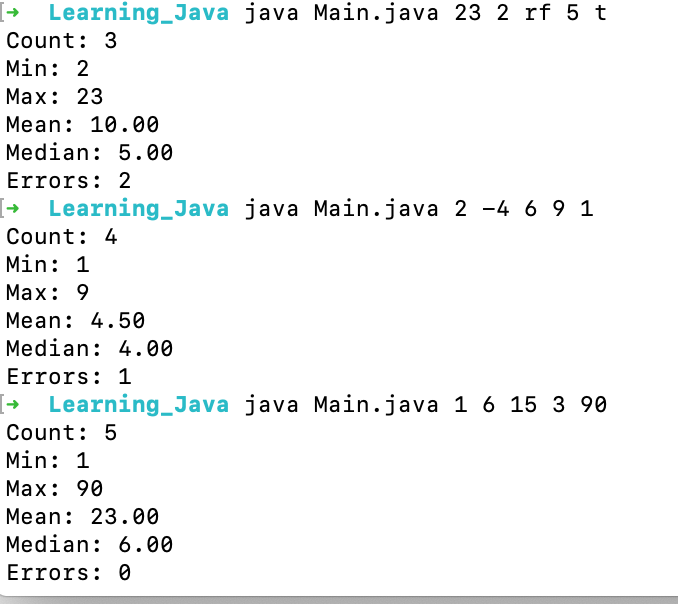 [➜ Learning_Java java Main.java 23 2 rf 5 t
Count: 3
Min: 2
Max: 23
Mean: 10.00
Median: 5.00
Errors: 2
[➜ Learning_Java java Main.java 2 -4 6 9 1
Count: 4
Min: 1
Max: 9
Mean: 4.50
Median: 4.00
Errors: 1
[➜ Learning_Java java Main.java 1 6 15 3 90
Count: 5
Min: 1
Max: 90
Mean: 23.00
Median: 6.00
Errors: 0